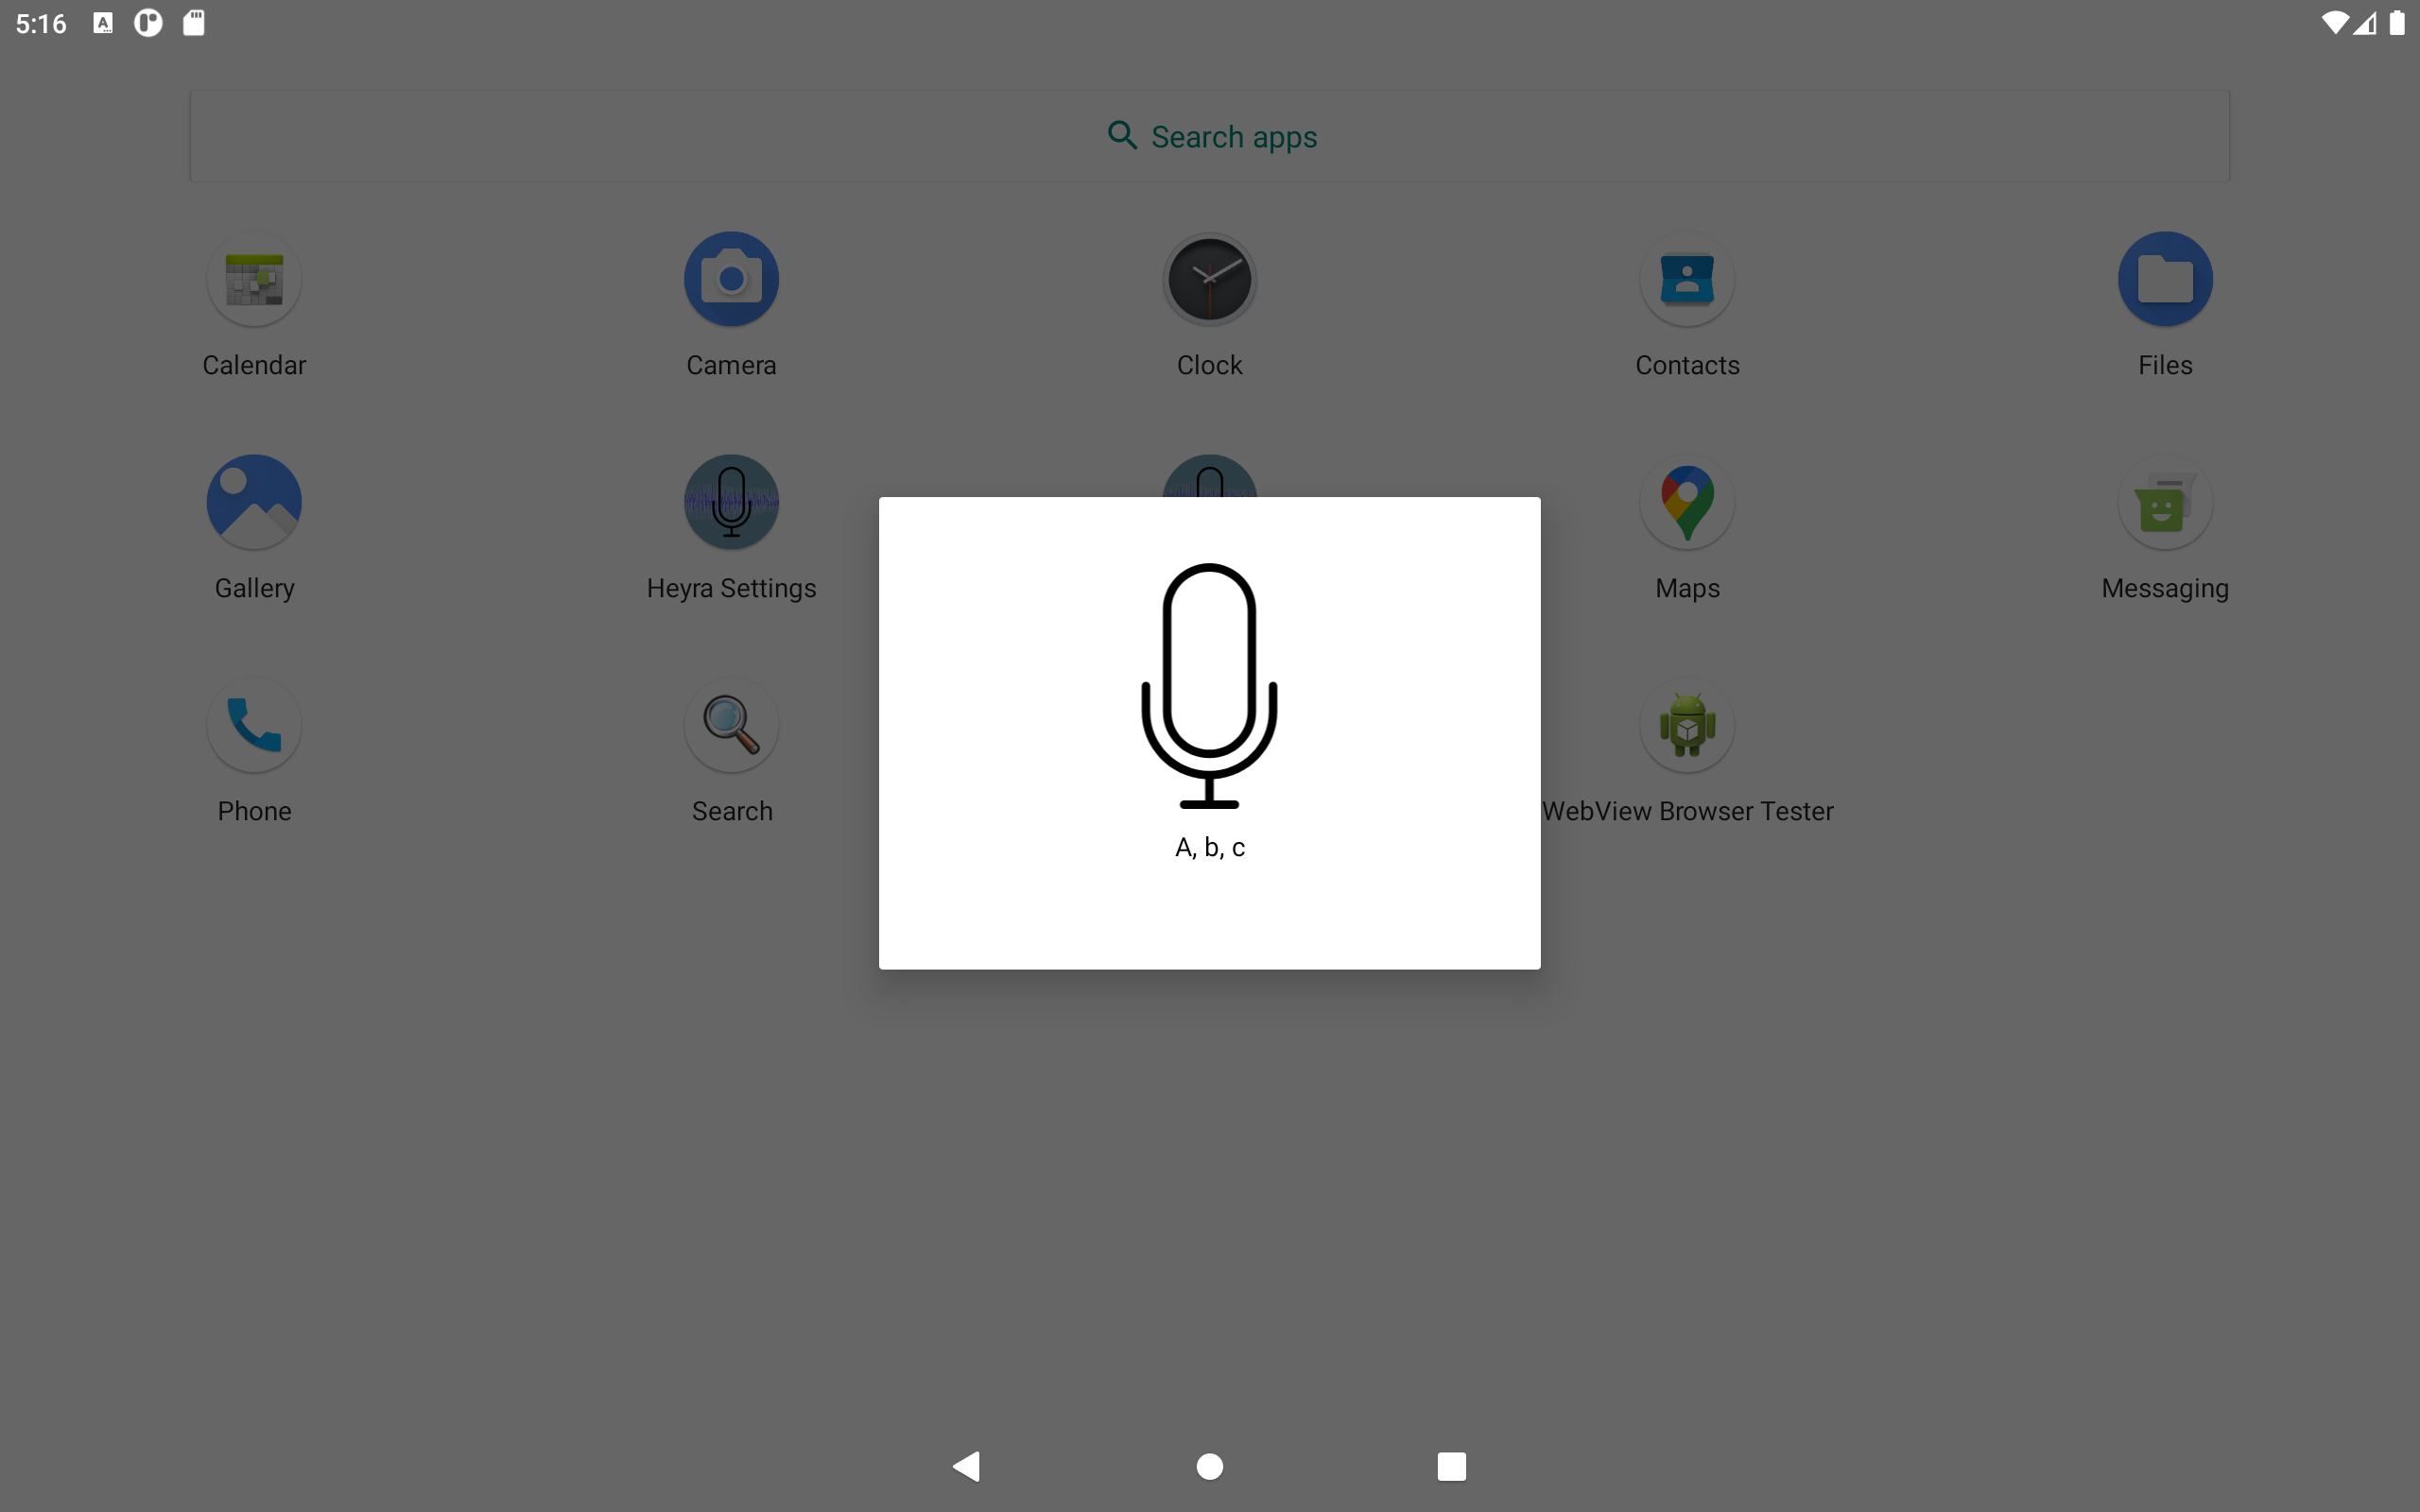 5:16
Search apps
Calendar
Camera
Clock
Contacts
Files
Gallery
Heyra Settings
Maps
Messaging
Phone
Search
WebView Browser Tester
A, b, c